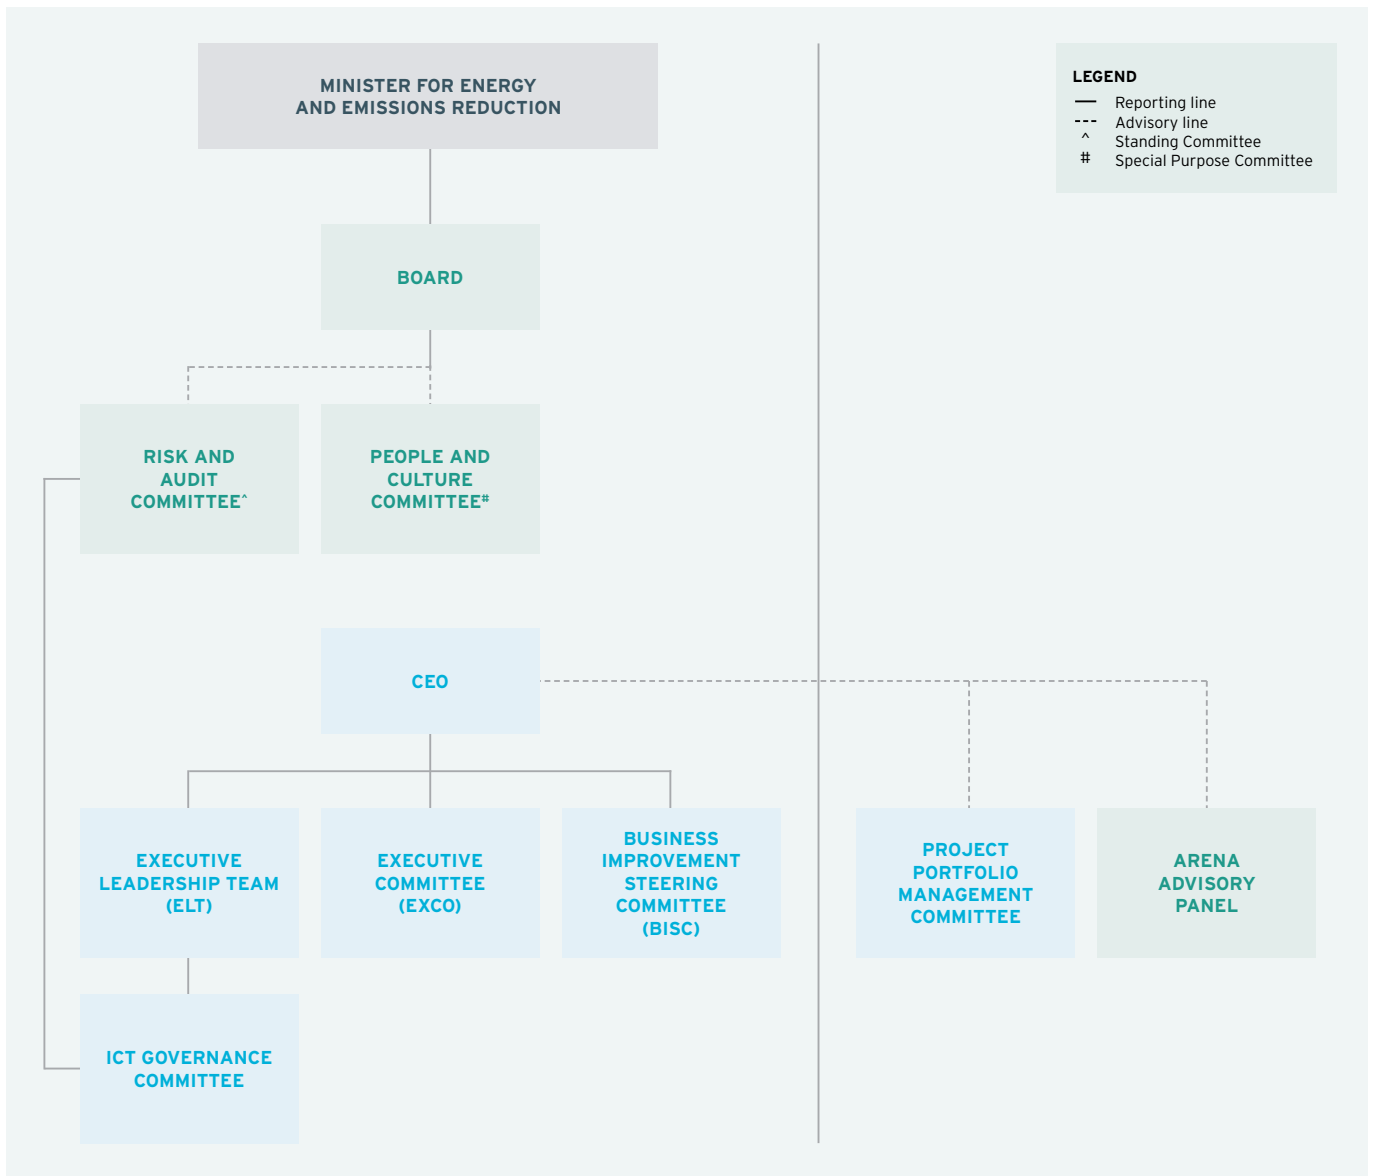 MINISTER FOR ENERGY
AND EMISSIONS REDUCTION
LEGEND
Reporting line
Advisory line
^ Standing Committee
# Special Purpose Committee
BOARD
RISK AND
AUDIT
COMMITTEE^
PEOPLE AND
CULTURE
COMMITTEE#
CEO
EXECUTIVE
LEADERSHIP TEAM
(ELT)
EXECUTIVE
COMMITTEE
(EXCO)
BUSINESS
IMPROVEMENT
STEERING
COMMITTEE
(BISC)
PROJECT
PORTFOLIO
MANAGEMENT
COMMITTEE
ARENA
ADVISORY
PANEL
ICT GOVERNANCE
COMMITTEE